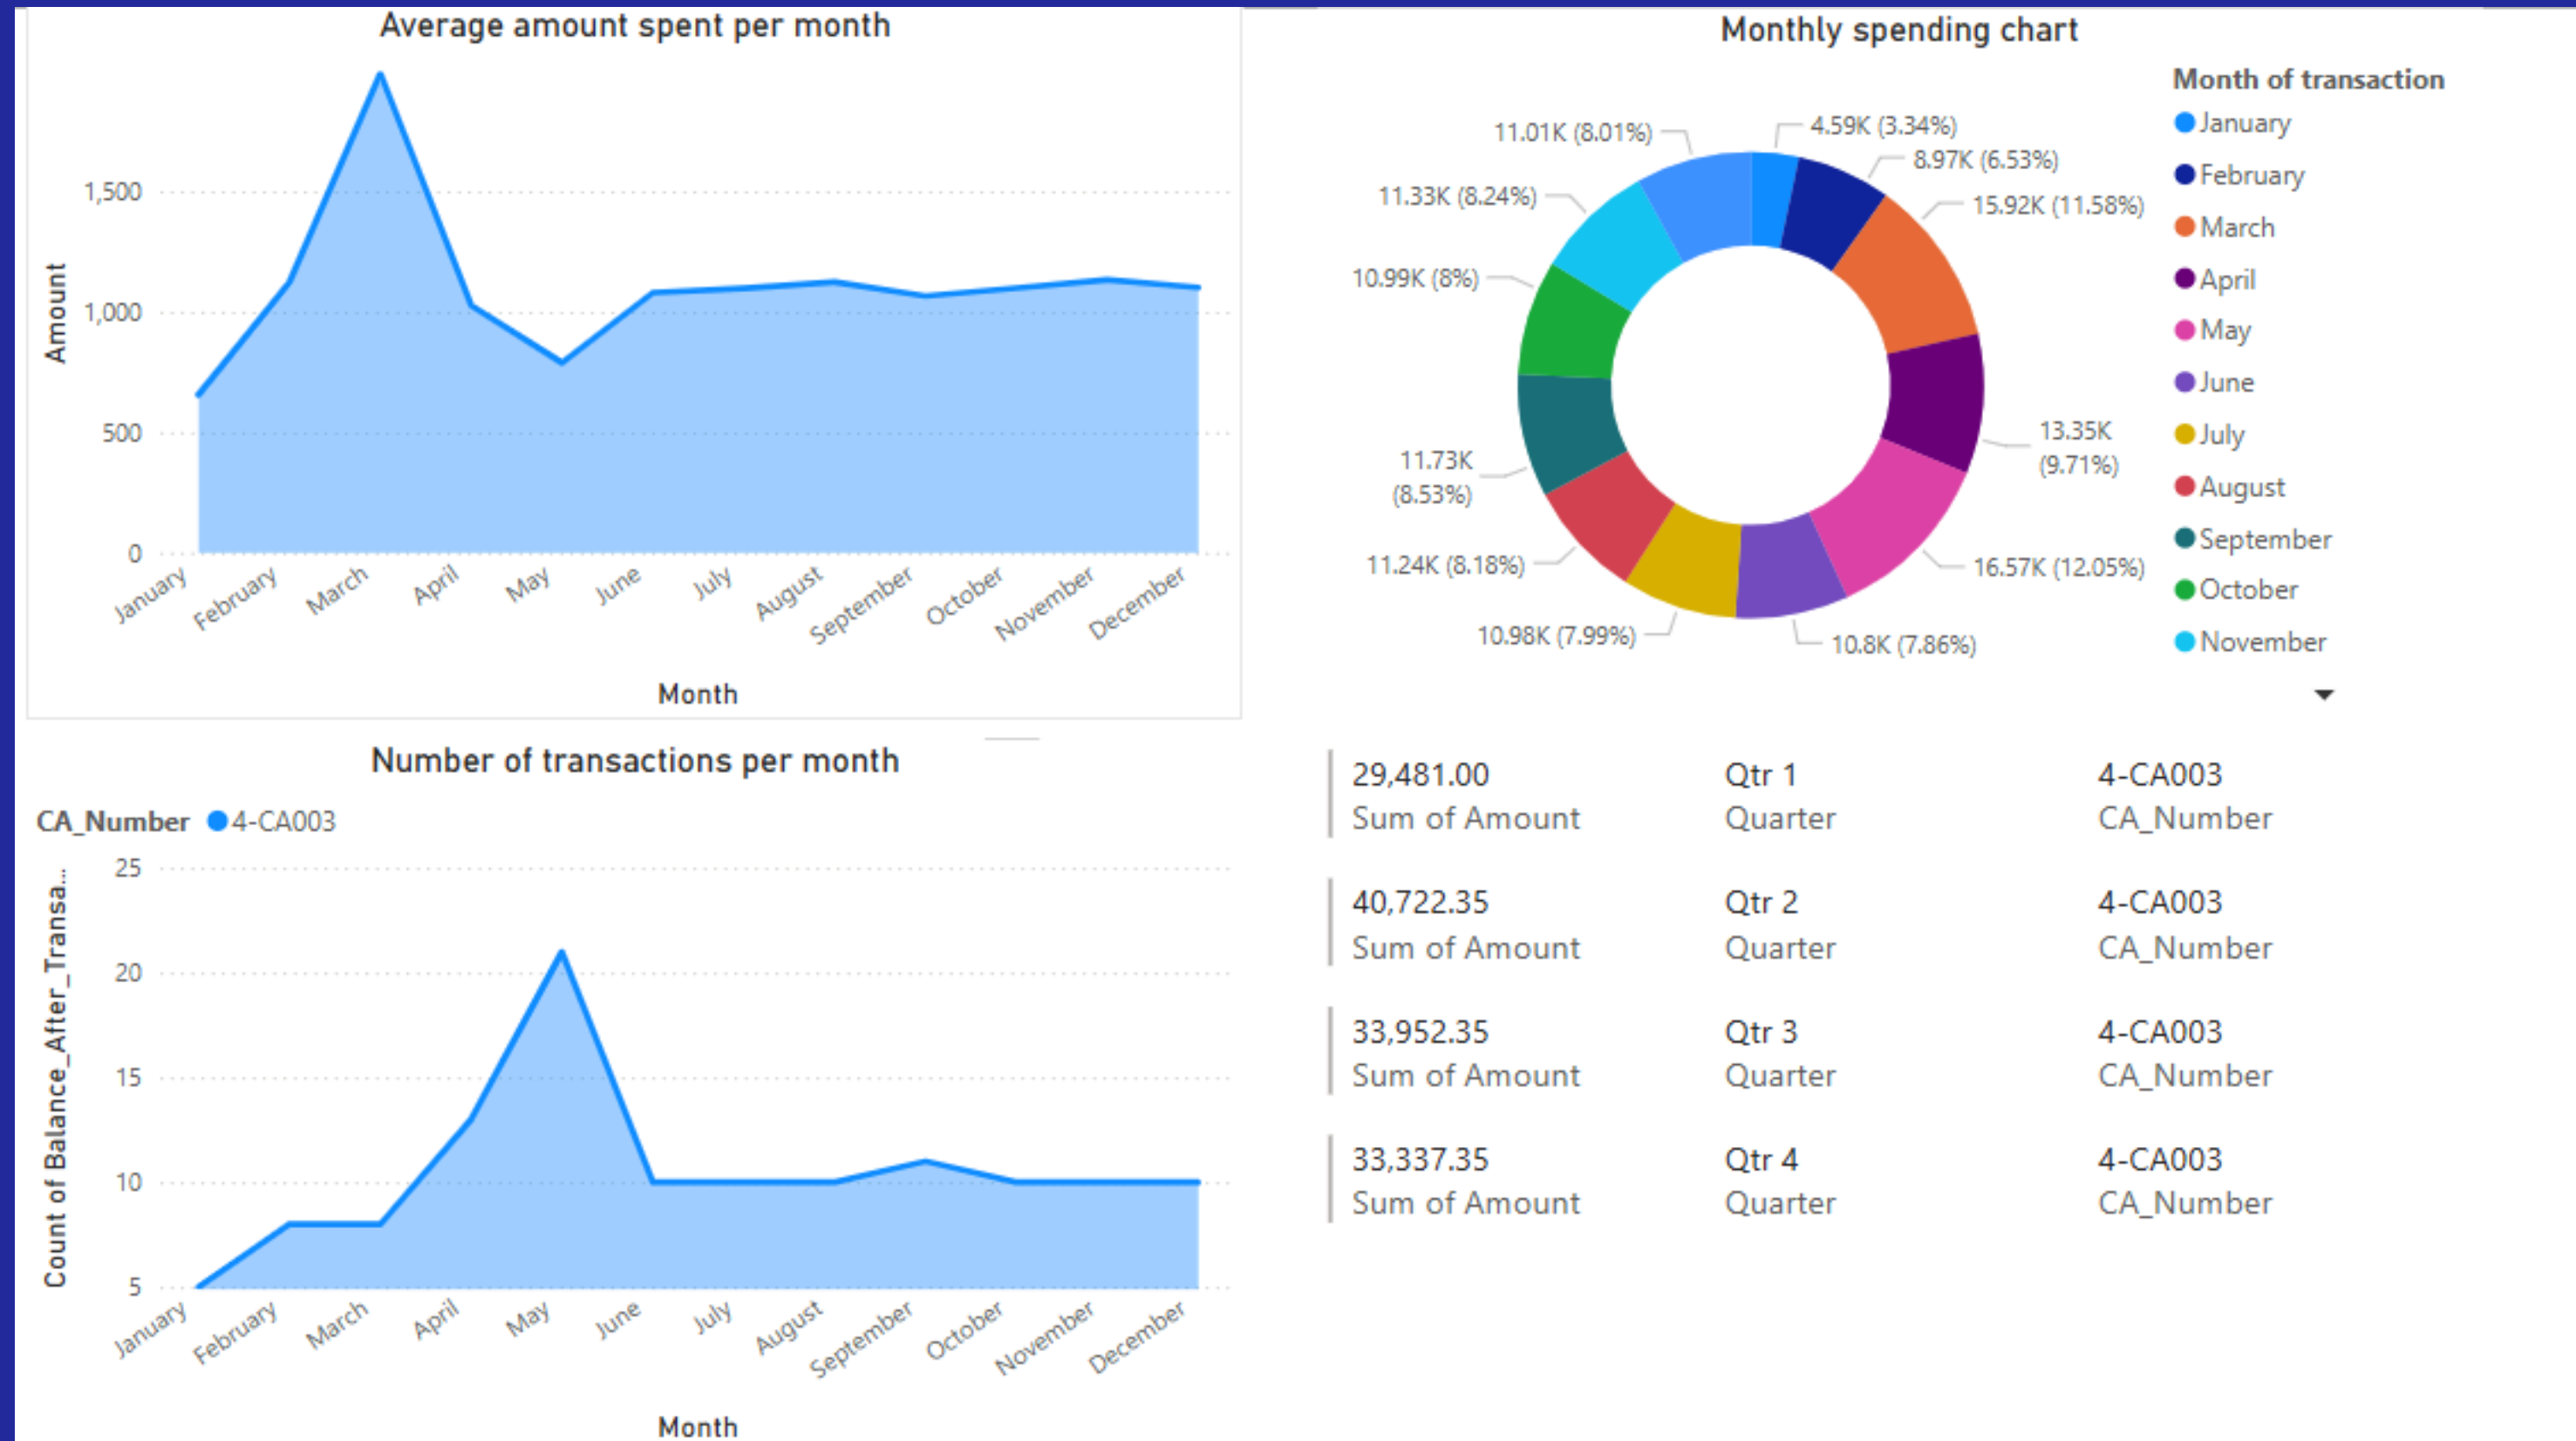 Average amount spent per month
Amount
1,500
1,000
500
0
January
February
March
April
May
June
July
August
September
October
November
December
Month
Monthly spending chart
11.01K (8.01%)
4.59K (3.34%)
8.97K (6.53%)
11.33K (8.24%)
15.92K (11.58%)
10.99K (8%)
13.35K
(9.71%)
11.73K
(8.53%)
11.24K (8.18%)
16.57K (12.05%)
10.98K (7.99%)
10.8K (7.86%)
Month of transaction
January
February
March
April
May
June
July
August
September
October
November
Number of transactions per month
CA_Number 4-CA003
Count of Balance_After_Transa...
25
20
15
10
5
January
February
March
April
May
June
July
August
September
October
November
December
Month
29,481.00 Qtr 1 4-CA003
Sum of Amount Quarter CA_Number
40,722.35 Qtr 2 4-CA003
Sum of Amount Quarter CA_Number
33,952.35 Qtr 3 4-CA003
Sum of Amount Quarter CA_Number
33,337.35 Qtr 4 4-CA003
Sum of Amount Quarter CA_Number